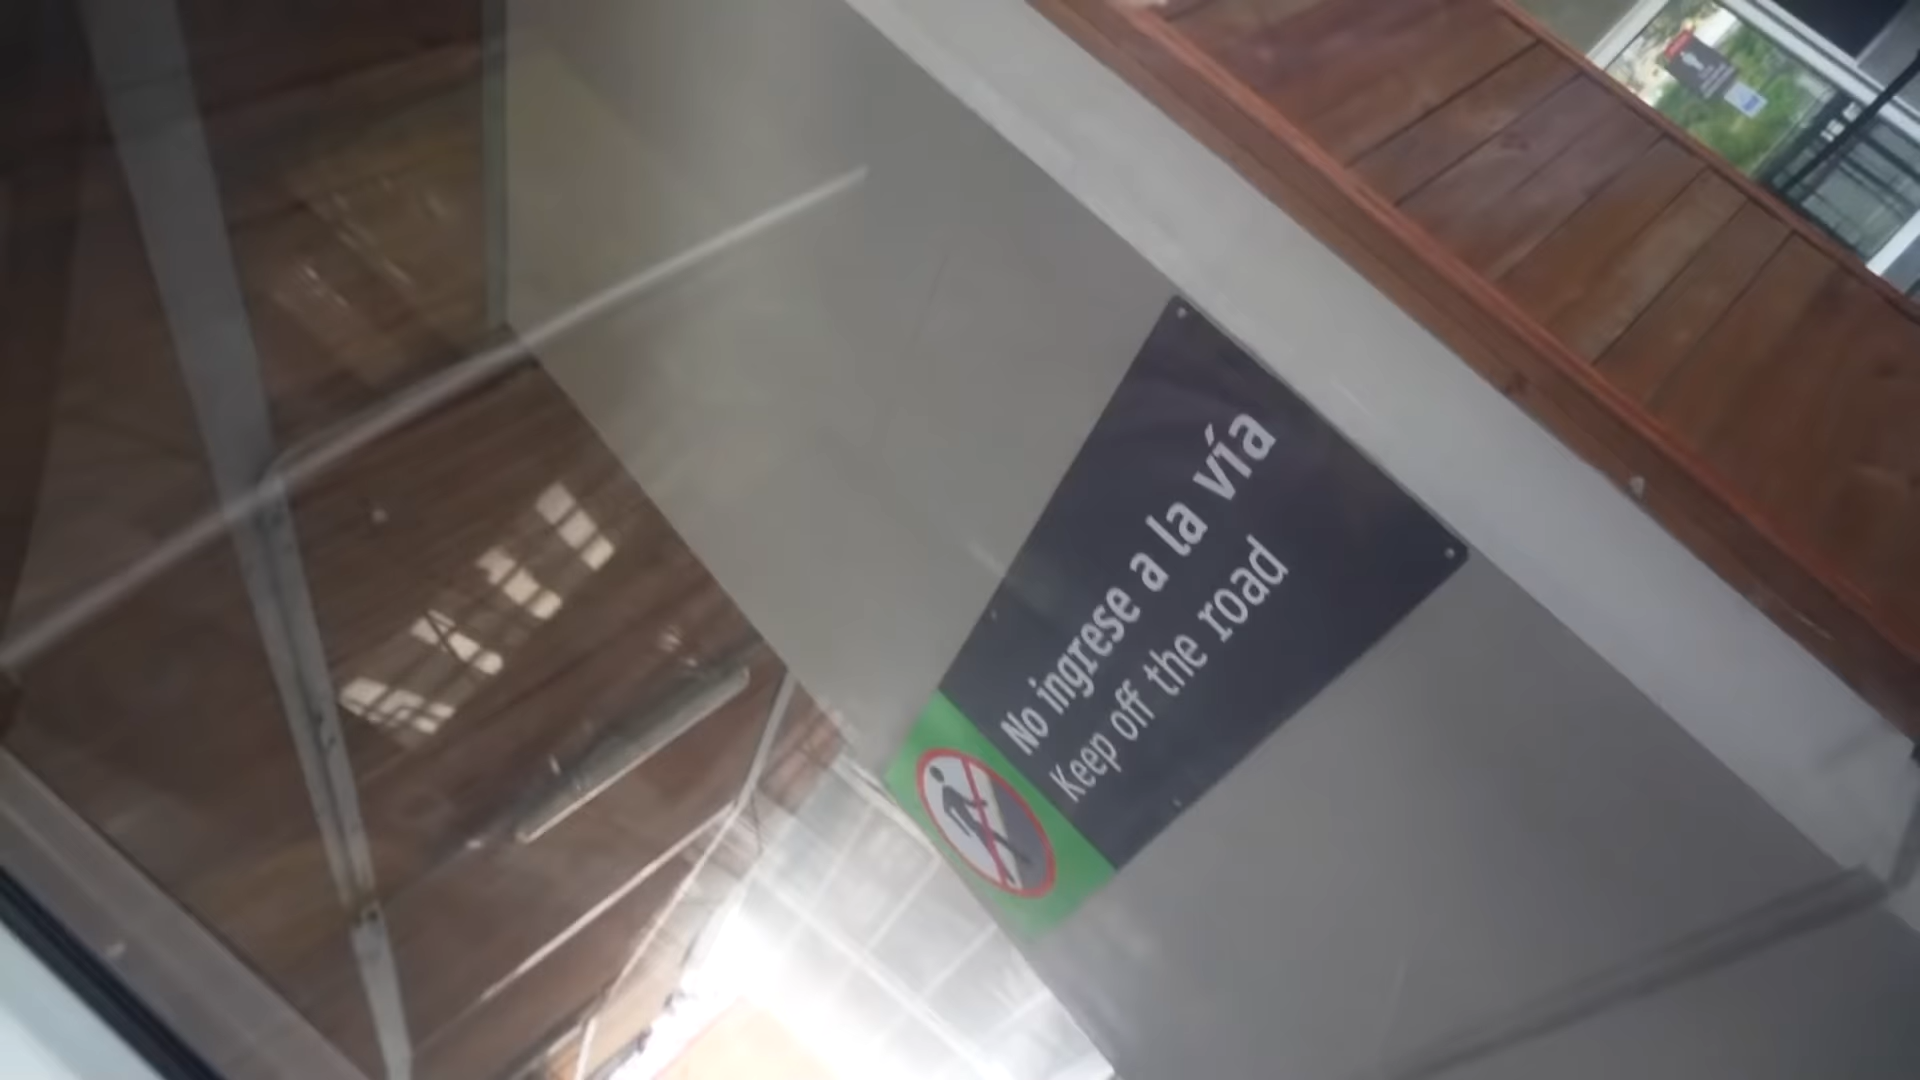 No ingrese a la vía
Keep off the road